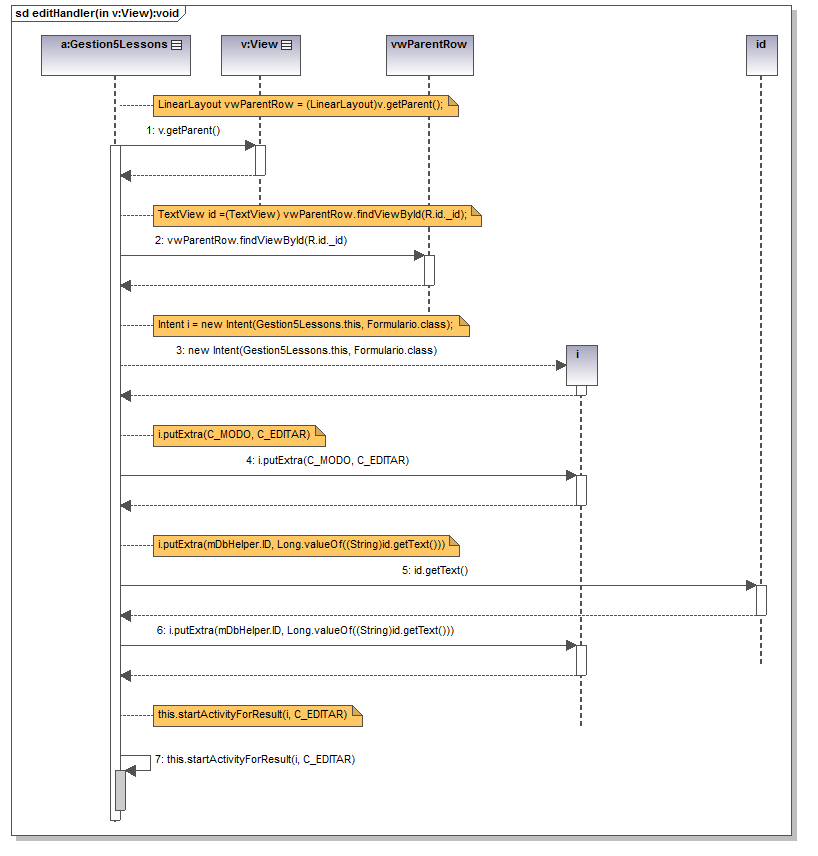 sd editHandler(in v:View):void
a:Gestion5Lessons
v:View
vwParentRow
id
LinearLayout vwParentRow = (LinearLayout)v.getParent();
1: v.getParent()
TextView id =(TextView) vwParentRow.findViewById(R.id._id);
2: vwParentRow.findViewById(R.id._id)
Intent i = new Intent(Gestion5Lessons.this, Formulario.class);
3: new Intent(Gestion5Lessons.this, Formulario.class)
i
i.putExtra(C_MODO, C_EDITAR)
4: i.putExtra(C_MODO, C_EDITAR)
i.putExtra(mDbHelper.ID, Long.valueOf((String)id.getText()))
5: id.getText()
6: i.putExtra(mDbHelper.ID, Long.valueOf((String)id.getText()))
this.startActivityForResult(i, C_EDITAR)
7: this.startActivityForResult(i, C_EDITAR)